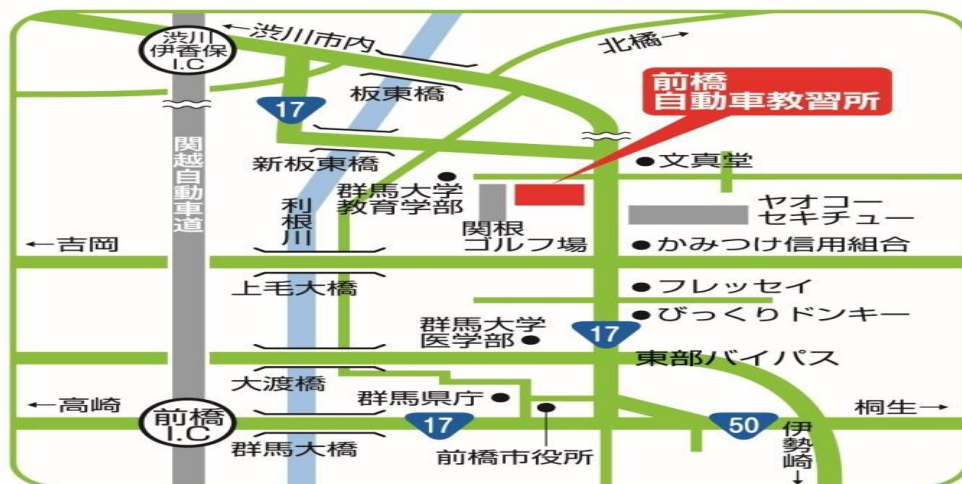 渋川
伊香保
I.C
←渋川市内
北橘→
前橋
自動車教習所
17
板東橋
関越自動車道
新板東橋
文真堂
群馬大学
教育学部
利根川
関根
ゴルフ場
ヤオコー
セキチュー
←吉岡
かみつけ信用組合
上毛大橋
フレッセイ
びっくりドンキー
群馬大学
医学部
17
東部バイパス
大渡橋
←高崎
群馬県庁
桐生→
前橋
I.C
17
50
伊勢崎
↓
群馬大橋
前橋市役所